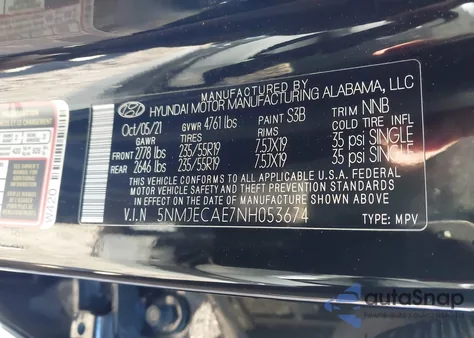 MANUFACTURED BY
HYUNDAI MOTOR MANUFACTURING ALABAMA, LLC
Oct/05/21 GVWR 4761 lbs PAINT S3B TRIM NNB
GAWR TIRES RIMS COLD TIRE INFL
FRONT 2778 lbs 235/55R19 7.5JX19 35 psi SINGLE
REAR 2646 lbs 235/55R19 7.5JX19 35 psi SINGLE
THIS VEHICLE CONFORMS TO ALL APPLICABLE U.S.A. FEDERAL
MOTOR VEHICLE SAFETY AND THEFT PREVENTION STANDARDS IN
EFFECT ON THE DATE OF MANUFACTURE SHOWN ABOVE
V.I.N 5NMJECAE7NH053674 TYPE: MPV
W420
autoSnap